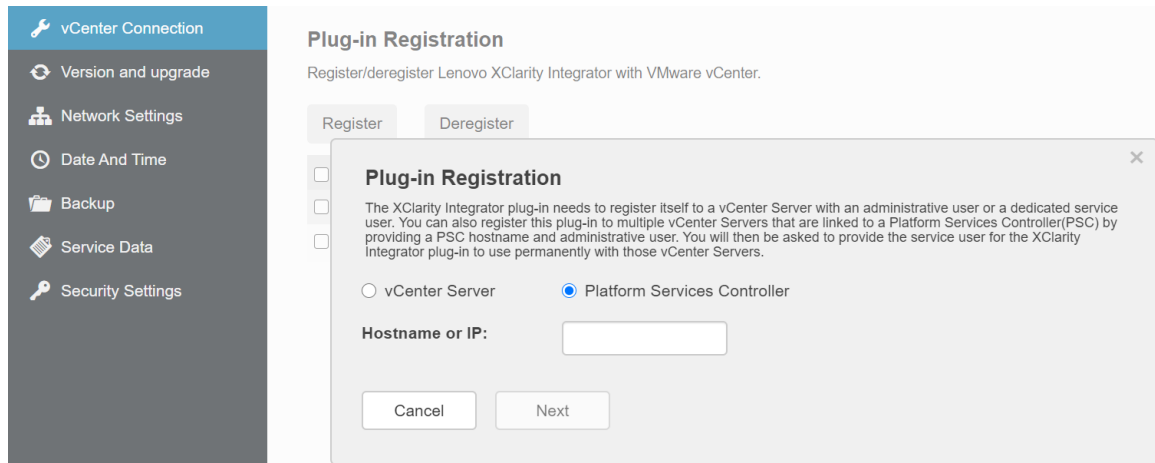 vCenter Connection
Version and upgrade
Network Settings
Date And Time
Backup
Service Data
Security Settings
Plug-in Registration
Register/deregister Lenovo XClarity Integrator with VMware vCenter.
Register Deregister
Plug-in Registration
The XClarity Integrator plug-in needs to register itself to a vCenter Server with an administrative user or a dedicated service
user. You can also register this plug-in to multiple vCenter Servers that are linked to a Platform Services Controller(PSC) by
providing a PSC hostname and administrative user. You will then be asked to provide the service user for the XClarity
Integrator plug-in to use permanently with those vCenter Servers.
vCenter Server Platform Services Controller
Hostname or IP:
Cancel Next